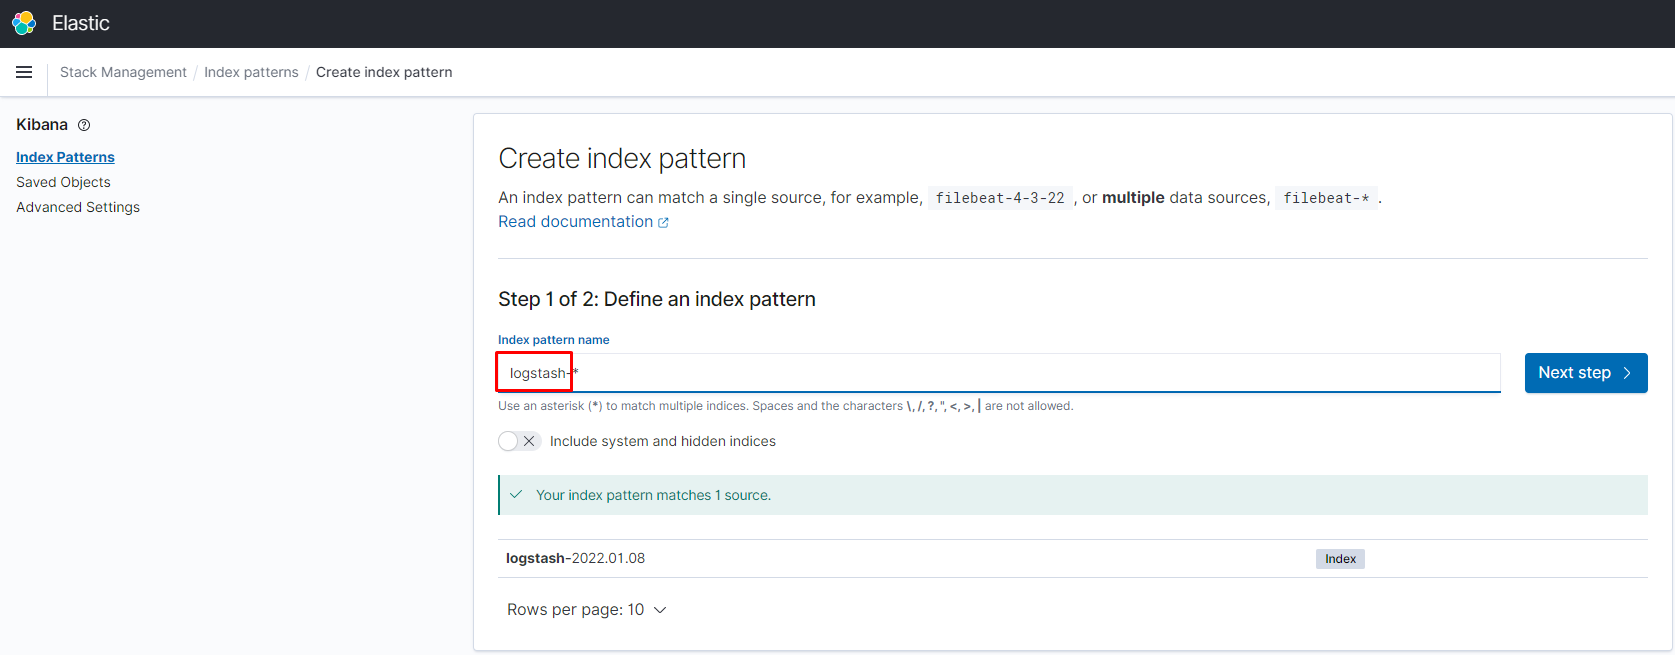 Elastic
Stack Management / Index patterns / Create index pattern
Kibana
Index Patterns
Saved Objects
Advanced Settings
Create index pattern
An index pattern can match a single source, for example, filebeat-4-3-22 , or multiple data sources, filebeat-* .
Read documentation
Step 1 of 2: Define an index pattern
Index pattern name
logstash-*
Next step
Use an asterisk (*) to match multiple indices. Spaces and the characters \, /, ?, ", <, >, | are not allowed.
Include system and hidden indices
Your index pattern matches 1 source.
logstash-2022.01.08 Index
Rows per page: 10